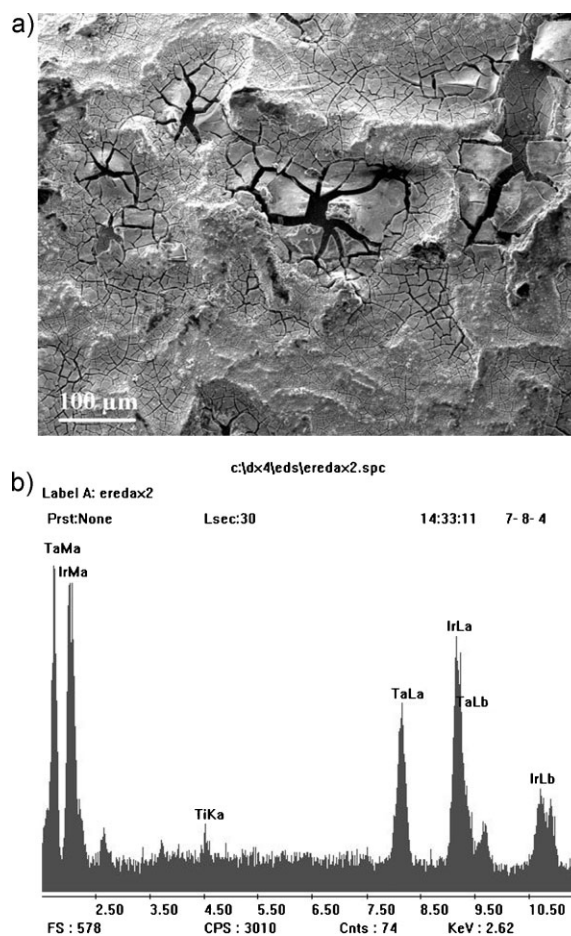 a)
100 µm
b)
c:\dx4\eds\eredax2.spc
Label A: eredax2
Prst:None Lsec:30 14:33:11 7- 8- 4
TaMa
IrMa
IrLa
TaLa
TaLb
IrLb
TiKa
2.50 3.50 4.50 5.50 6.50 7.50 8.50 9.50 10.50
FS : 578 CPS : 3010 Cnts : 74 KeV : 2.62